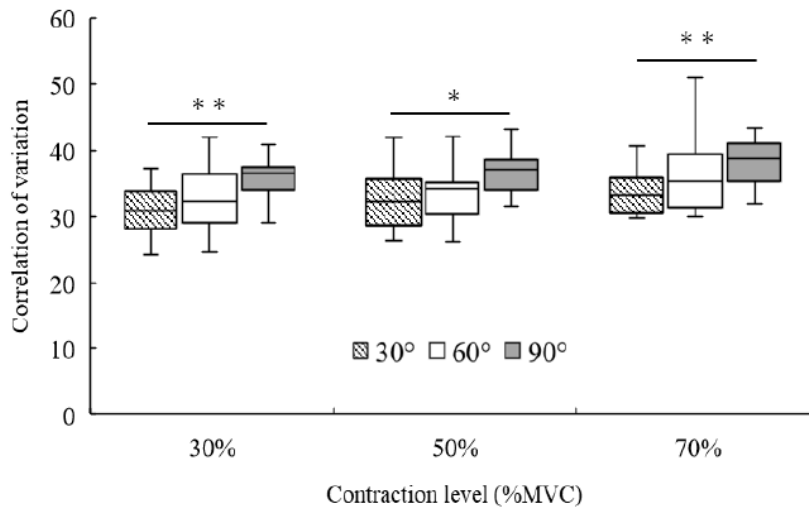 60
50
40
30
20
10
0
Correlation of variation
* *
*
* *
30° 60° 90°
30% 50% 70%
Contraction level (%MVC)